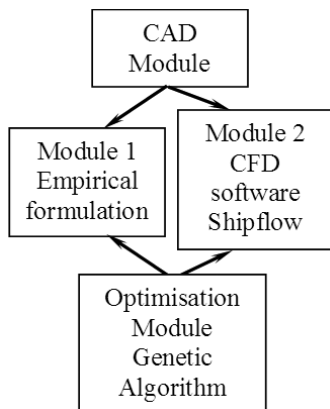 CAD
Module
Module 1
Empirical
formulation
Module 2
CFD
software
Shipflow
Optimisation
Module
Genetic
Algorithm